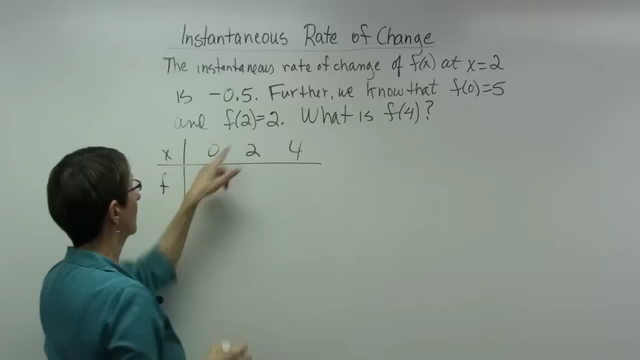 Instantaneous Rate of Change
The instantaneous rate of change of f(x) at x=2
is -0.5. Further, we know that f(0)=5
and f(2)=2. What is f(4)?
x | 0 2 4
f |